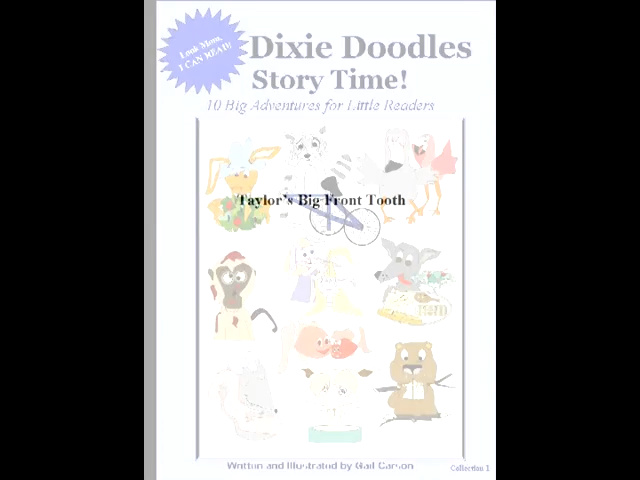 Look Mom,
I CAN READ!
Dixie Doodles
Story Time!
10 Big Adventures for Little Readers
Taylor's Big Front Tooth
Written and Illustrated by Gail Carson
Collection 1